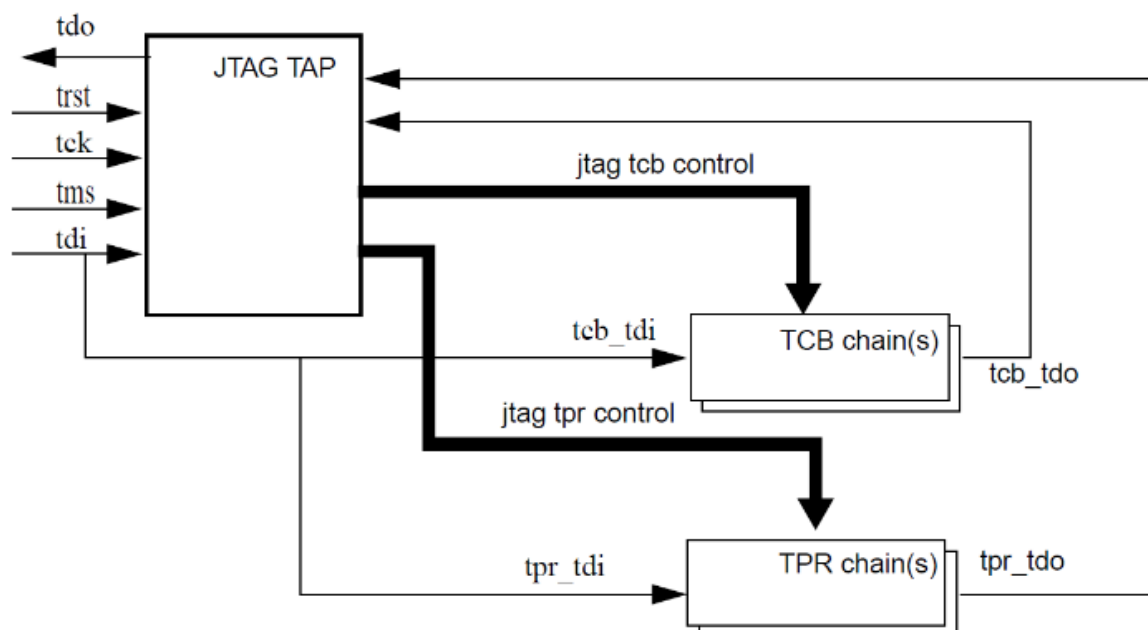 tdo
JTAG TAP
trst
tck
tms
tdi
jtag tcb control
tcb_tdi
TCB chain(s)
tcb_tdo
jtag tpr control
tpr_tdi
TPR chain(s)
tpr_tdo